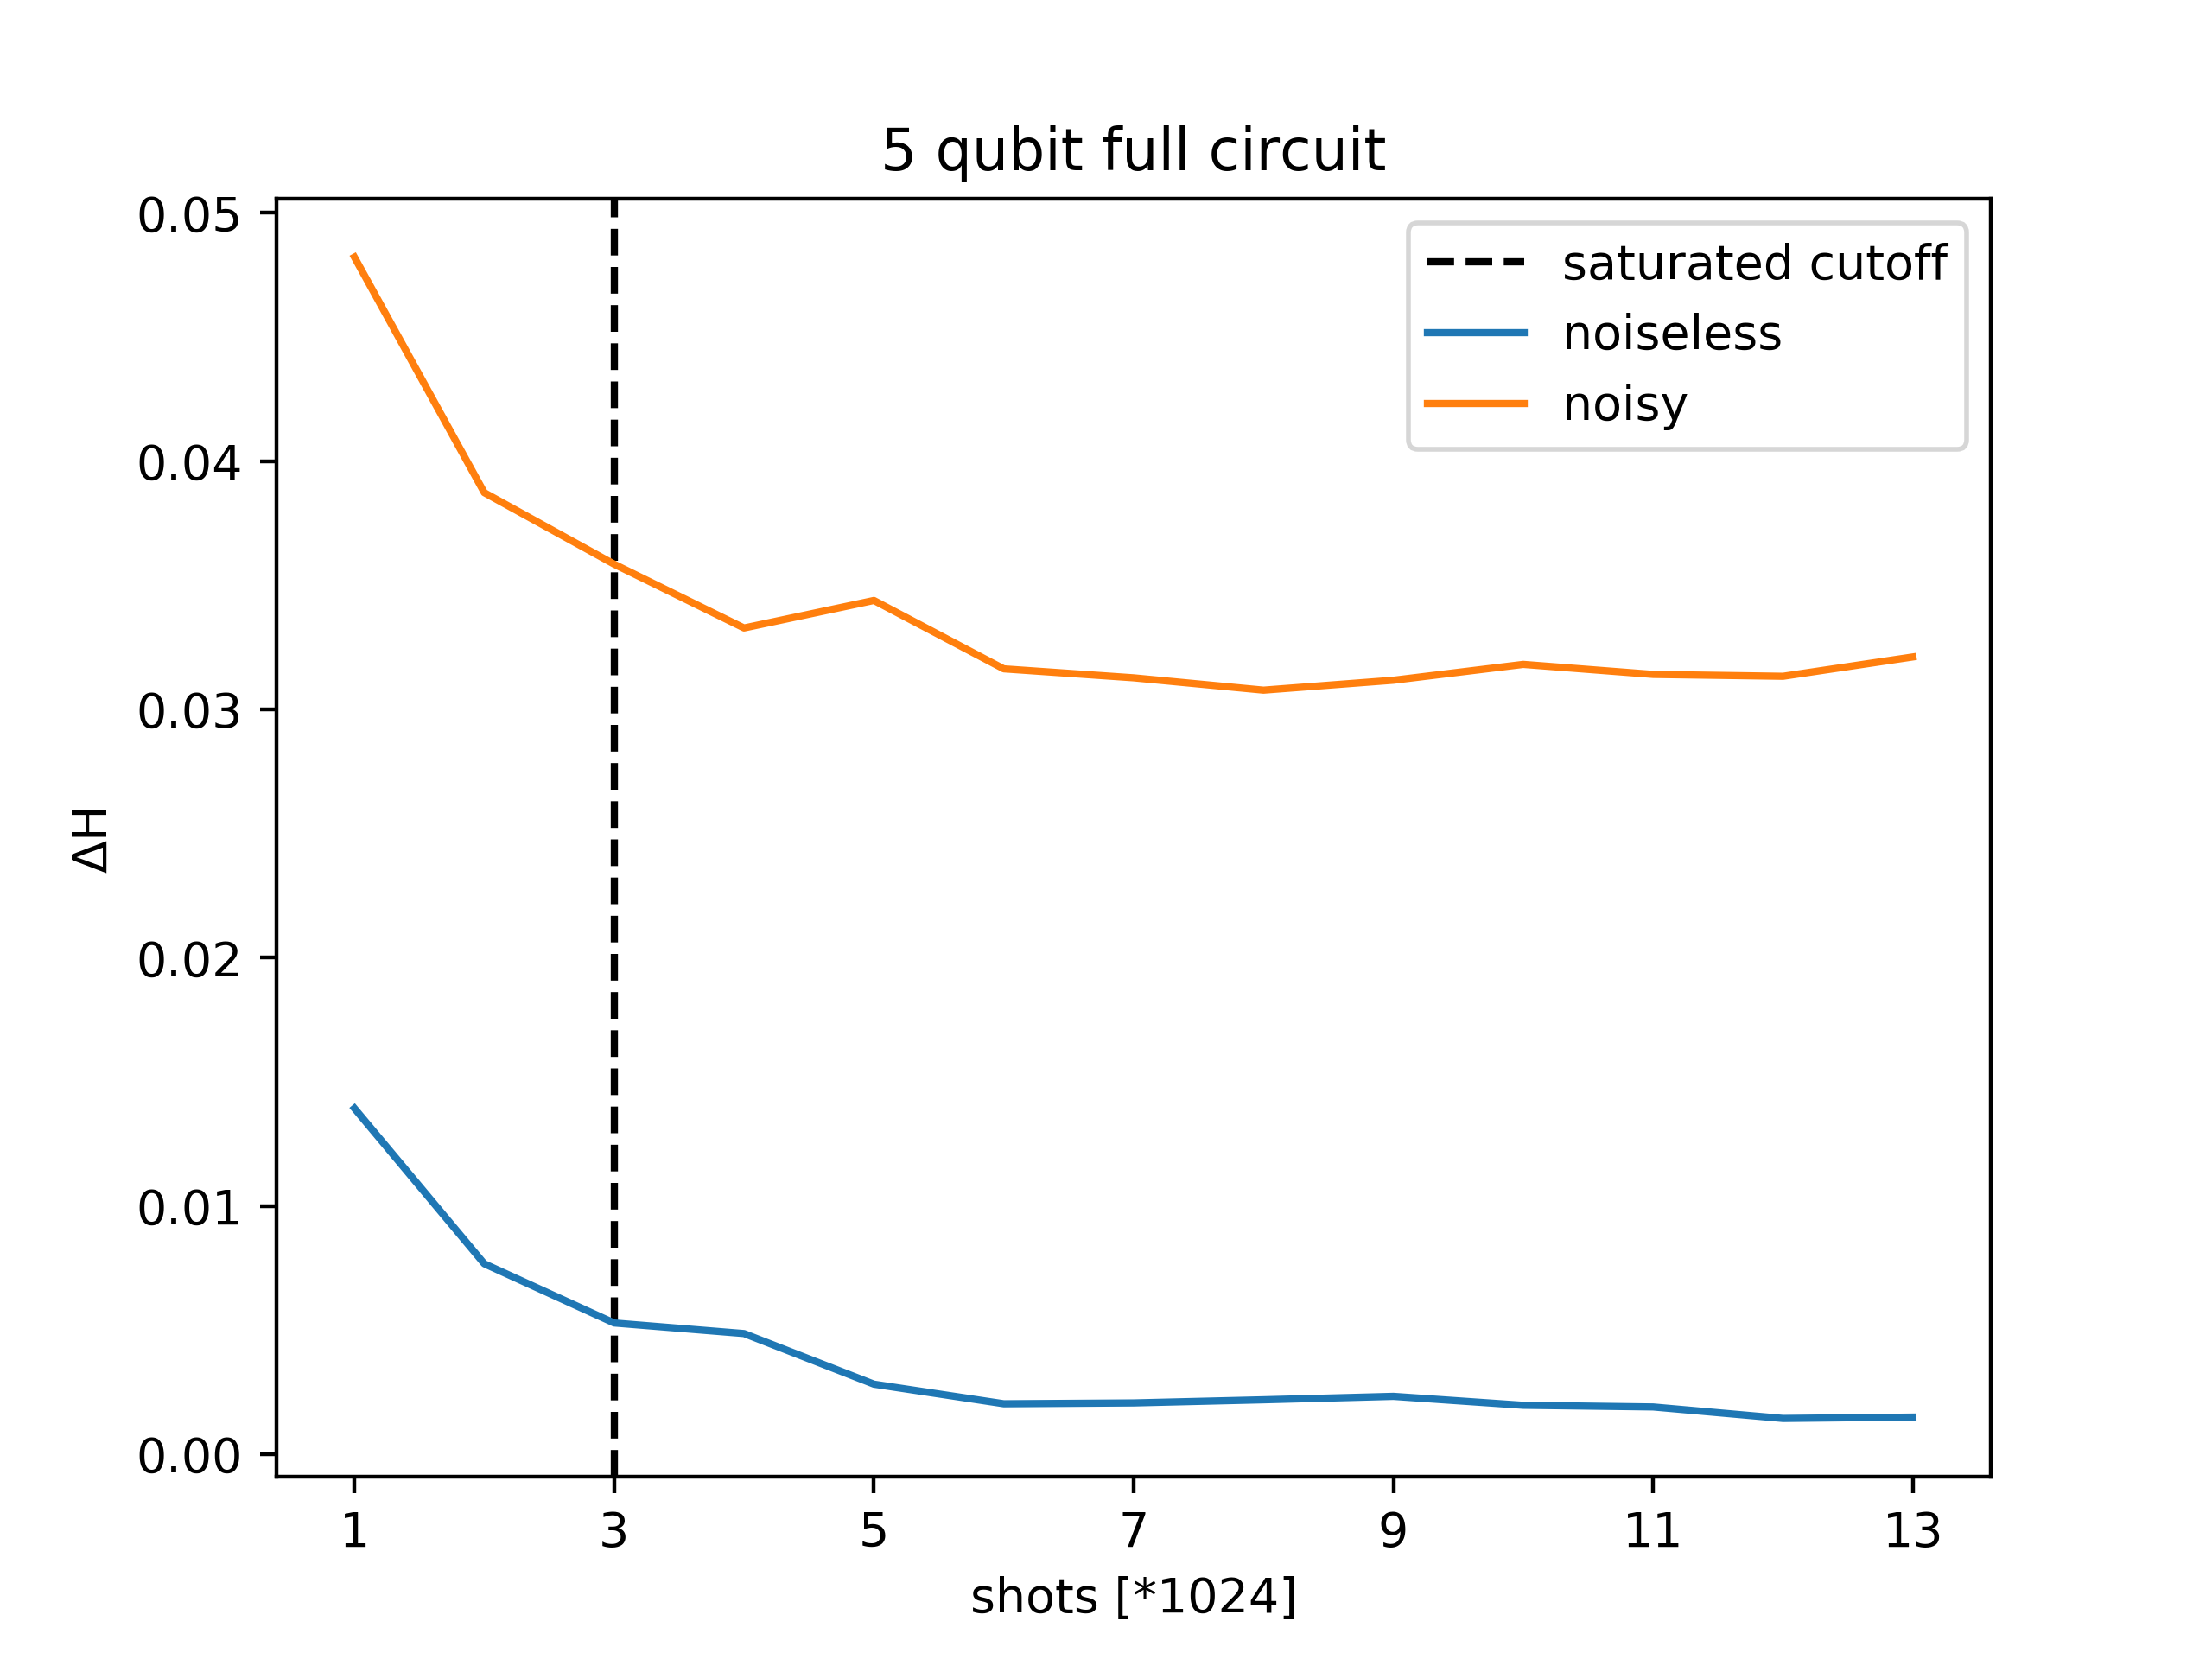 5 qubit full circuit
saturated cutoff
noiseless
noisy
0.05
0.04
0.03
0.02
0.01
0.00
ΔH
1 3 5 7 9 11 13
shots [*1024]